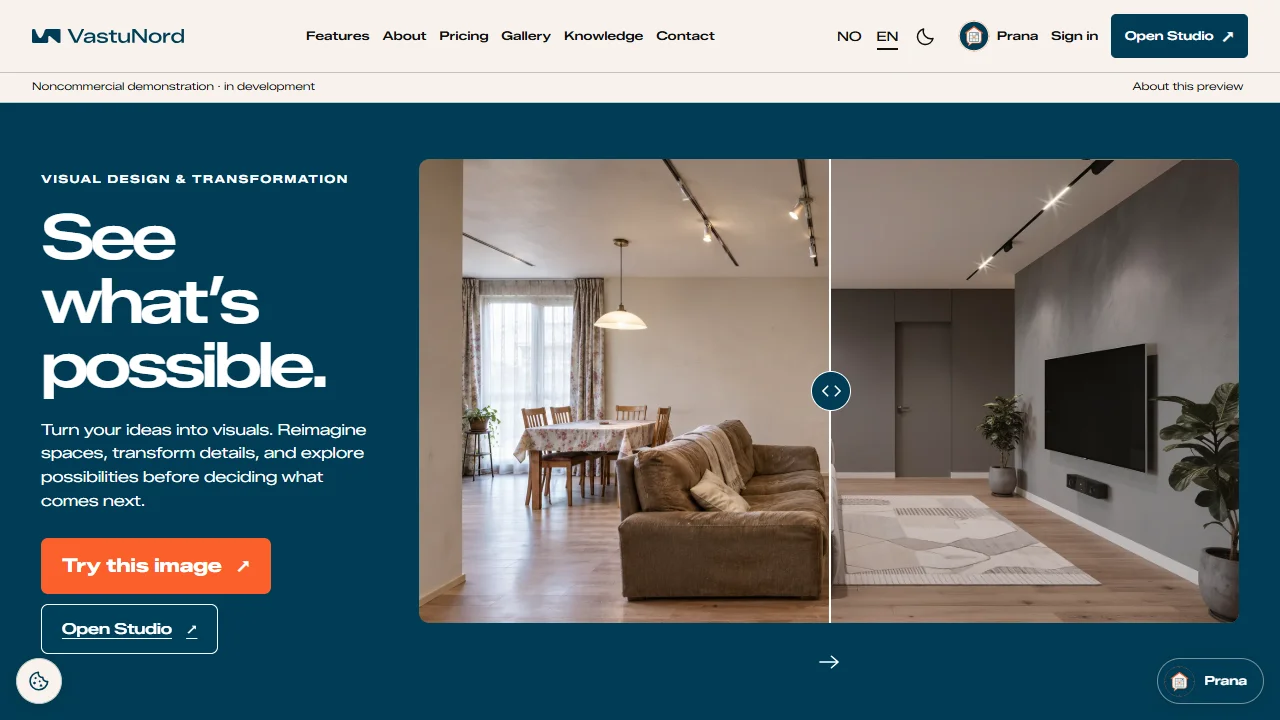 VastuNord
Features About Pricing Gallery Knowledge Contact
NO EN
Prana Sign in
Open Studio ↗
Noncommercial demonstration · in development
About this preview
VISUAL DESIGN & TRANSFORMATION
See
what’s
possible.
Turn your ideas into visuals. Reimagine
spaces, transform details, and explore
possibilities before deciding what
comes next.
Try this image ↗
Open Studio ↗
Prana